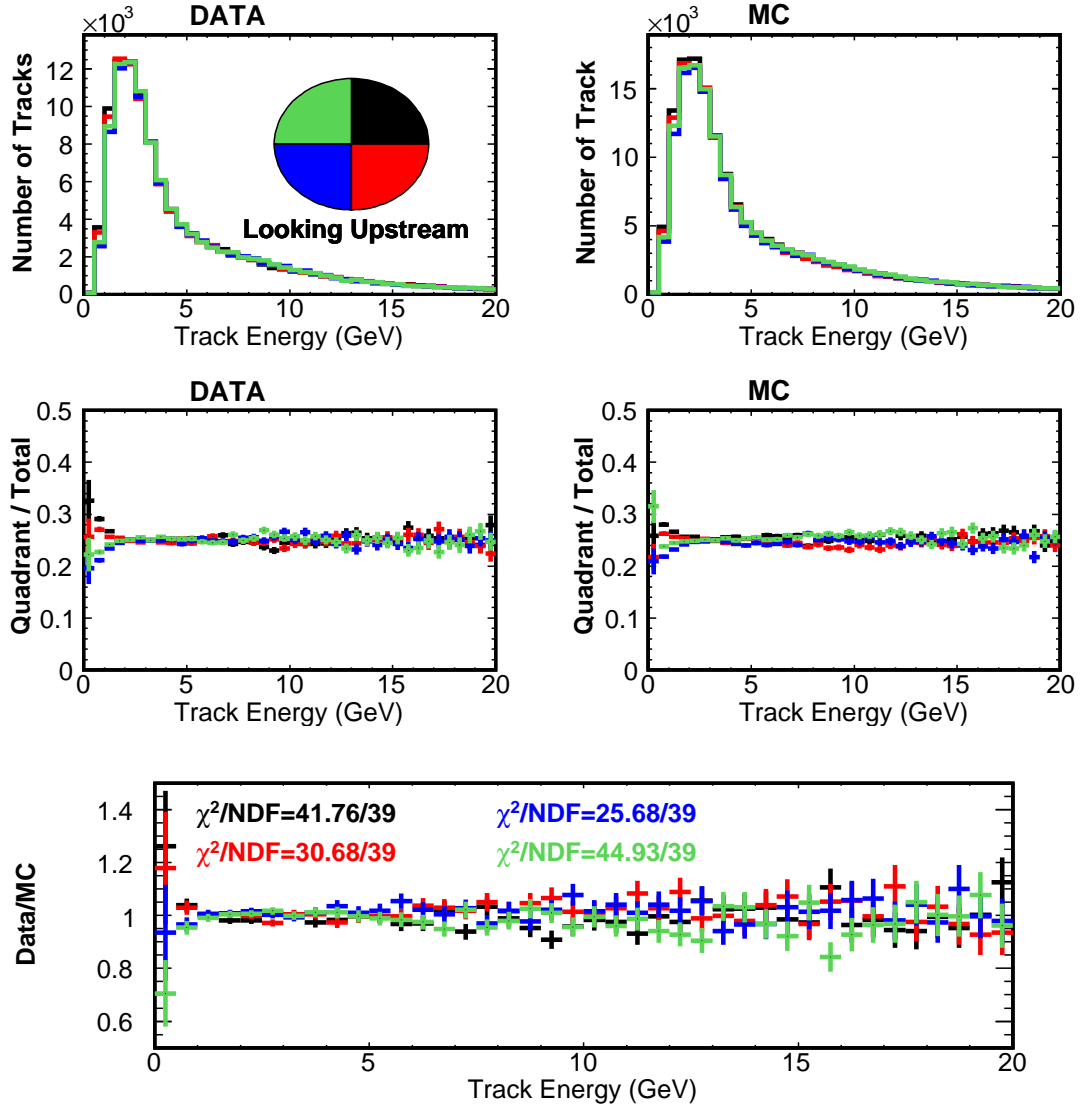 DATA
×10³
Number of Tracks
12
10
8
6
4
2
0
0 5 10 15 20
Track Energy (GeV)
Looking Upstream
MC
×10³
Number of Track
15
10
5
0
0 5 10 15 20
Track Energy (GeV)
DATA
Quadrant / Total
0.5
0.4
0.3
0.2
0.1
0
0 5 10 15 20
Track Energy (GeV)
MC
Quadrant / Total
0.5
0.4
0.3
0.2
0.1
0
0 5 10 15 20
Track Energy (GeV)
Data/MC
1.4
1.2
1
0.8
0.6
χ²/NDF=41.76/39
χ²/NDF=25.68/39
χ²/NDF=30.68/39
χ²/NDF=44.93/39
0 5 10 15 20
Track Energy (GeV)